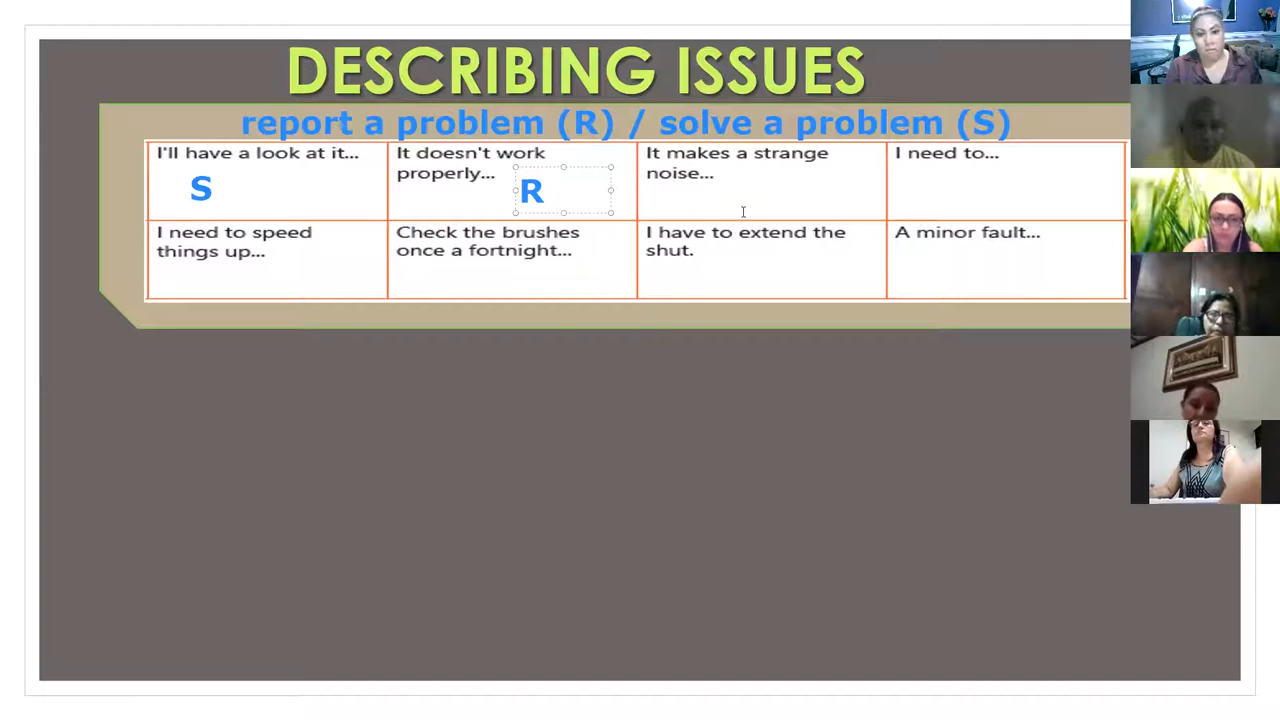 DESCRIBING ISSUES
report a problem (R) / solve a problem (S)
I'll have a look at it...
S
It doesn't work
properly...
R
It makes a strange
noise...
I need to...
I need to speed
things up...
Check the brushes
once a fortnight...
I have to extend the
shut.
A minor fault...